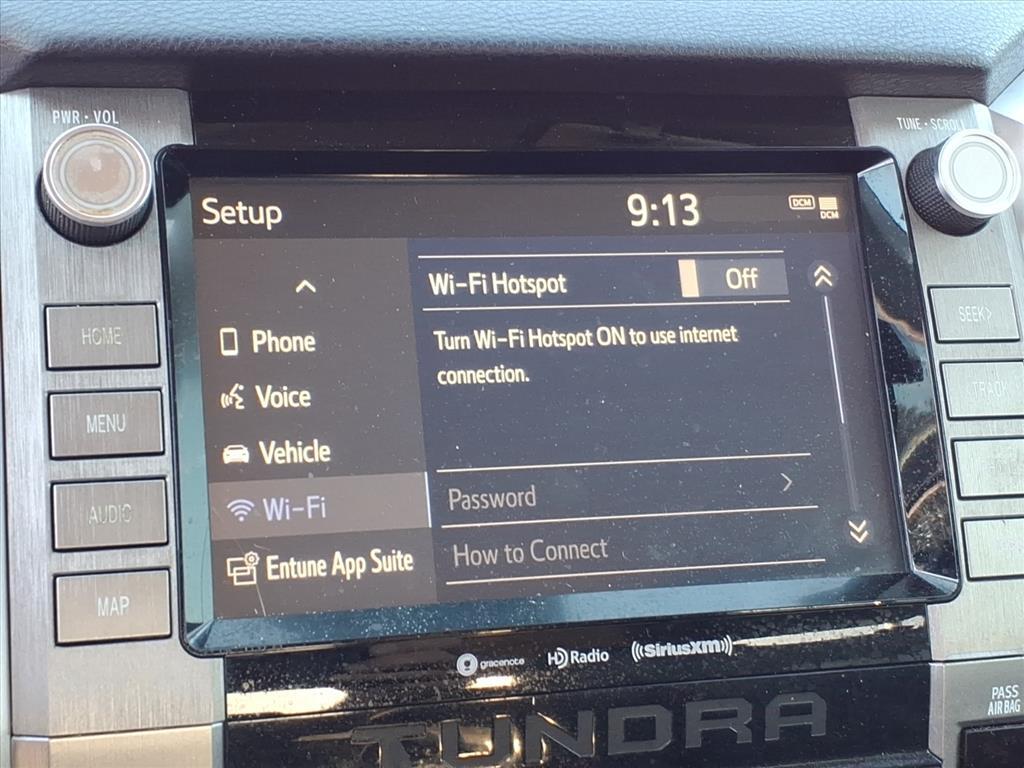 PWR • VOL
TUNE • SCROLL
Setup
9:13
DCM
DCM
Wi-Fi Hotspot
Off
Phone
Turn Wi-Fi Hotspot ON to use internet
connection.
Voice
Vehicle
Wi-Fi
Password
Entune App Suite
How to Connect
HOME
MENU
AUDIO
MAP
SEEK>
TRACK
gracenote
HD Radio
((SiriusXM))
TUNDRA
PASS
AIR BAG